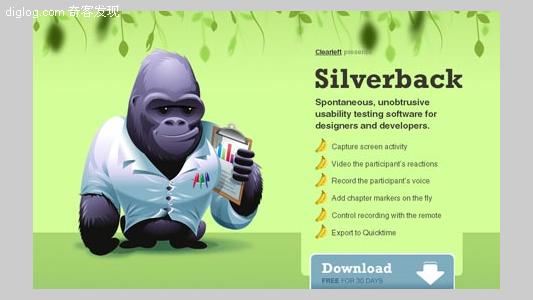 diglog.com 奇客发现
Clearleft presents
Silverback
Spontaneous, unobtrusive
usability testing software for
designers and developers.
Capture screen activity
Video the participant's reactions
Record the participant's voice
Add chapter markers on the fly
Control recording with the remote
Export to Quicktime
Download
FREE FOR 30 DAYS